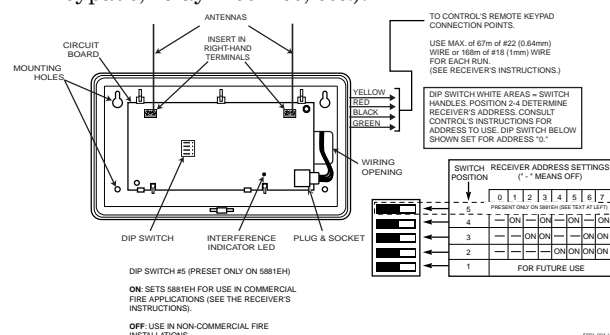 ANTENNAS
INSERT IN
RIGHT-HAND
TERMINALS
CIRCUIT
BOARD
MOUNTING
HOLES
YELLOW
RED
BLACK
GREEN
WIRING
OPENING
DIP SWITCH
INTERFERENCE
INDICATOR LED
PLUG & SOCKET
TO CONTROL'S REMOTE KEYPAD
CONNECTION POINTS.
USE MAX. of 67m of #22 (0.64mm)
WIRE or 168m of #18 (1mm) WIRE
FOR EACH RUN.
(SEE RECEIVER'S INSTRUCTIONS.)
DIP SWITCH WHITE AREAS = SWITCH
HANDLES. POSITION 2-4 DETERMINE
RECEIVER'S ADDRESS. CONSULT
CONTROL'S INSTRUCTIONS FOR
ADDRESS TO USE. DIP SWITCH BELOW
SHOWN SET FOR ADDRESS "0."
SWITCH POSITION
RECEIVER ADDRESS SETTINGS
(" - " MEANS OFF)
0 1 2 3 4 5 6 7
5 PRESENT ONLY ON 5881EH (SEE TEXT AT LEFT)
4 — ON — ON — ON — ON
3 — — ON ON — — ON ON
2 — — — — ON ON ON ON
1 FOR FUTURE USE
DIP SWITCH #5 (PRESET ONLY ON 5881EH)
ON: SETS 5881EH FOR USE IN COMMERCIAL
FIRE APPLICATIONS (SEE THE RECEIVER'S
INSTRUCTIONS).
OFF: USE IN NON-COMMERCIAL FIRE